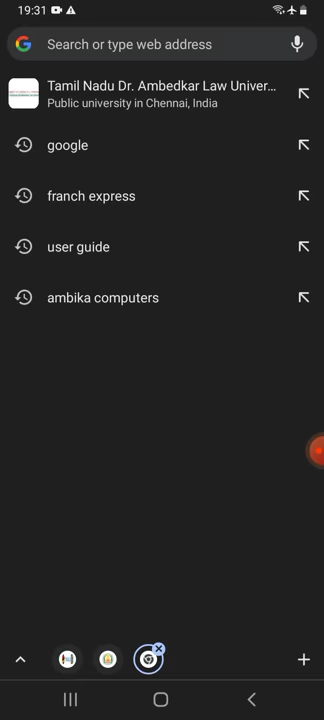 19:31
Search or type web address
Tamil Nadu Dr. Ambedkar Law Univer...
Public university in Chennai, India
google
franch express
user guide
ambika computers